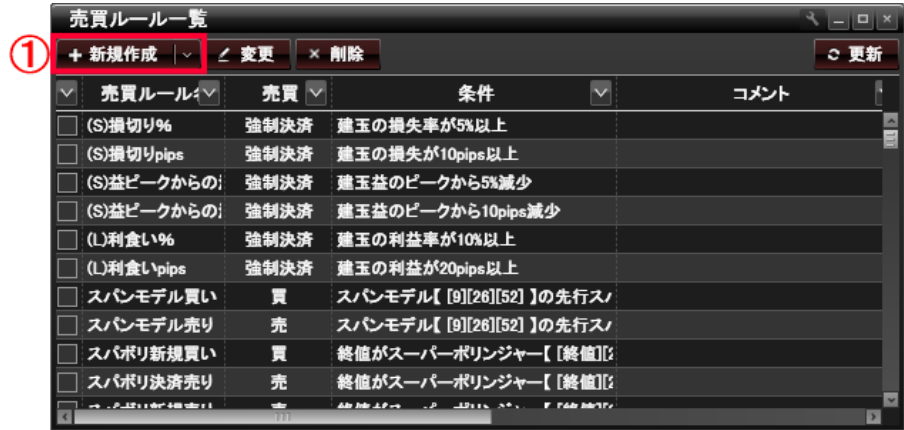 売買ルール一覧
① + 新規作成 変更 × 削除 更新
売買ルール 売買 条件 コメント
(S)損切り% 強制決済 建玉の損失率が5%以上
(S)損切りpips 強制決済 建玉の損失が10pips以上
(S)益ピークからの 強制決済 建玉益のピークから5%減少
(S)益ピークからの 強制決済 建玉益のピークから10pips減少
(L)利食い% 強制決済 建玉の利益率が10%以上
(L)利食いpips 強制決済 建玉の利益が20pips以上
スパンモデル買い 買 スパンモデル【 [9][26][52] 】の先行ス
スパンモデル売り 売 スパンモデル【 [9][26][52] 】の先行ス
スパボリ新規買い 買 終値がスーパーボリンジャー【 [終値][
スパボリ決済売り 売 終値がスーパーボリンジャー【 [終値][